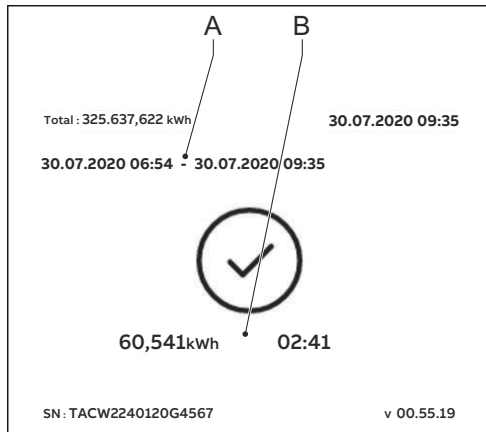 A B
Total : 325.637,622 kWh 30.07.2020 09:35
30.07.2020 06:54 - 30.07.2020 09:35
60,541kWh 02:41
SN: TACW2240120G4567 v 00.55.19